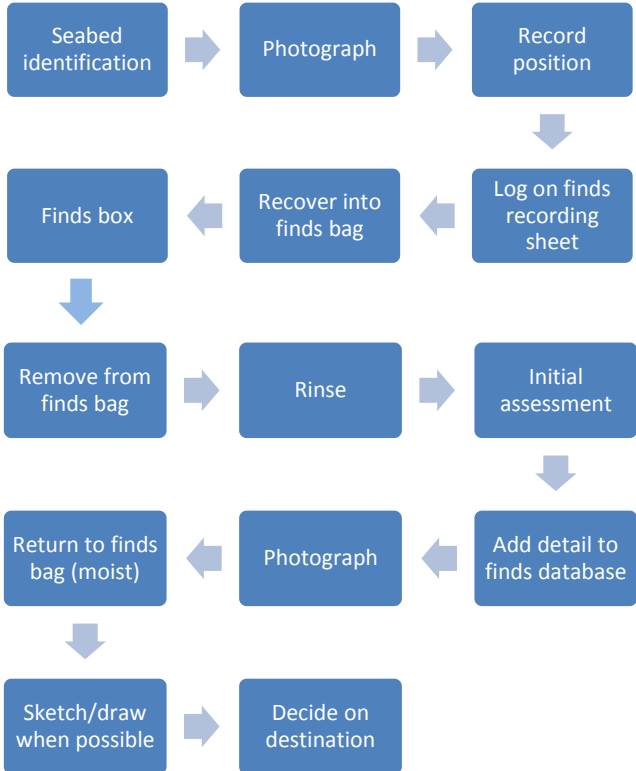 Seabed
identification
Photograph
Record
position
Log on finds
recording
sheet
Recover into
finds bag
Finds box
Remove from
finds bag
Rinse
Initial
assessment
Add detail to
finds database
Photograph
Return to finds
bag (moist)
Sketch/draw
when possible
Decide on
destination